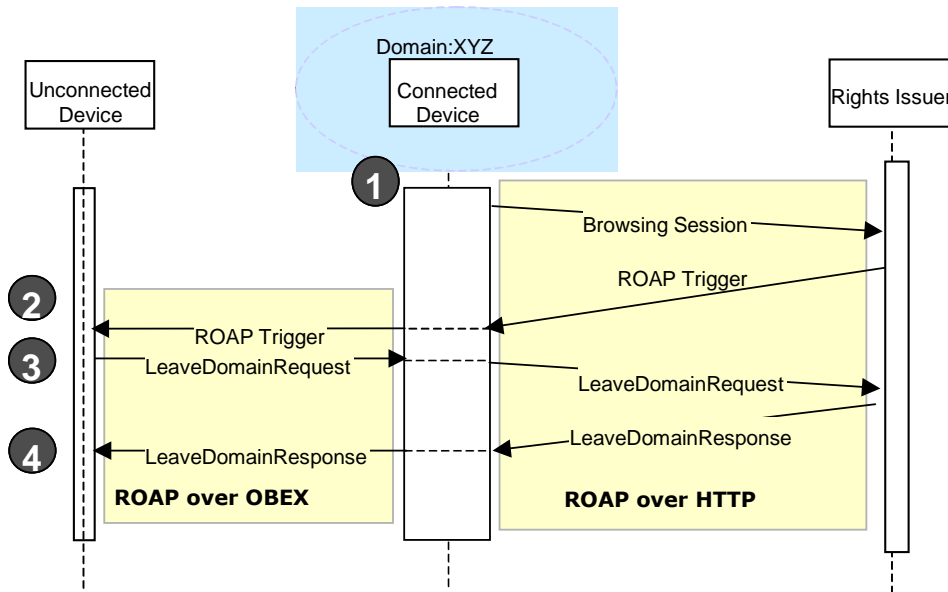 Domain:XYZ
Unconnected
Device
Connected
Device
Rights Issuer
1
Browsing Session
ROAP Trigger
2
ROAP Trigger
3
LeaveDomainRequest
LeaveDomainRequest
LeaveDomainResponse
4
LeaveDomainResponse
ROAP over OBEX
ROAP over HTTP